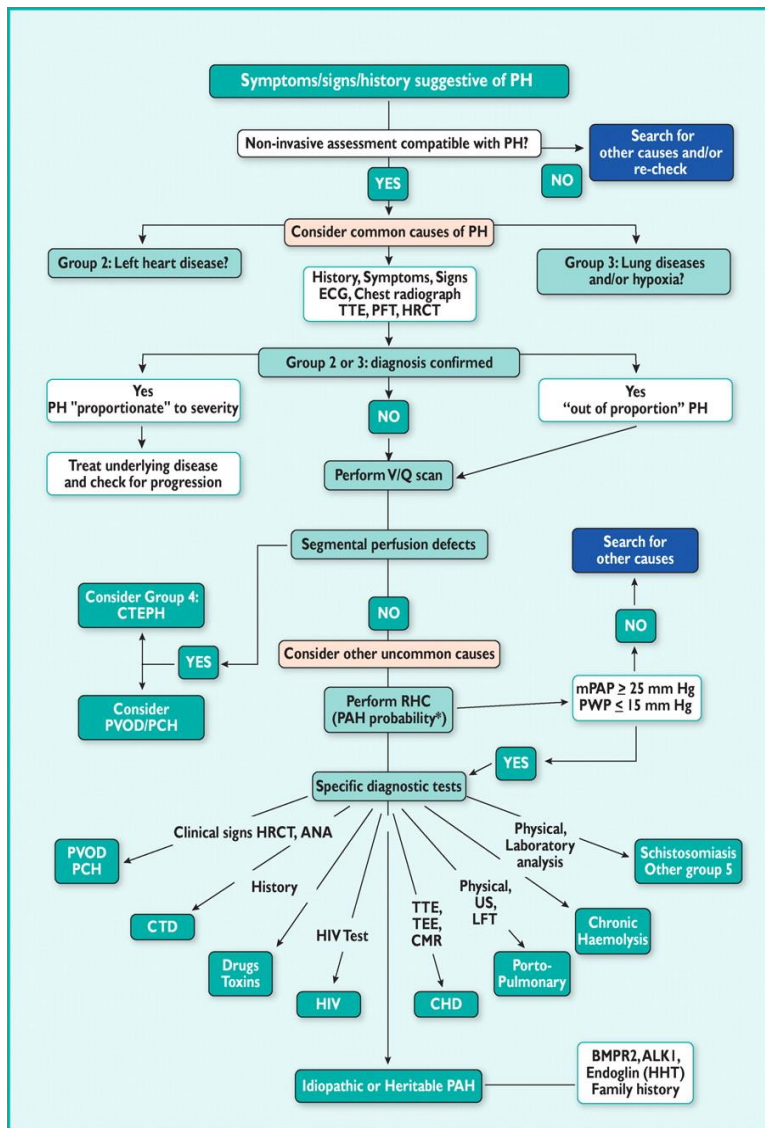 Symptoms/signs/history suggestive of PH
Non-invasive assessment compatible with PH?
Search for
other causes and/or
re-check
YES
NO
Consider common causes of PH
Group 2: Left heart disease?
History, Symptoms, Signs
ECG, Chest radiograph
TTE, PFT, HRCT
Group 3: Lung diseases
and/or hypoxia?
Group 2 or 3: diagnosis confirmed
Yes
PH "proportionate" to severity
NO
Yes
“out of proportion” PH
Treat underlying disease
and check for progression
Perform V/Q scan
Segmental perfusion defects
Search for
other causes
Consider Group 4:
CTEPH
NO
NO
YES
Consider other uncommon causes
Consider
PVOD/PCH
Perform RHC
(PAH probability*)
mPAP ≥ 25 mm Hg
PWP ≤ 15 mm Hg
YES
Specific diagnostic tests
Clinical signs HRCT, ANA
Physical,
Laboratory
analysis
PVOD
PCH
Schistosomiasis
Other group 5
History
Physical,
US,
LFT
TTE,
TEE,
CMR
HIV Test
CTD
Chronic
Haemolysis
Drugs
Toxins
Porto-
Pulmonary
HIV
CHD
Idiopathic or Heritable PAH
BMPR2, ALK1,
Endoglin (HHT)
Family history